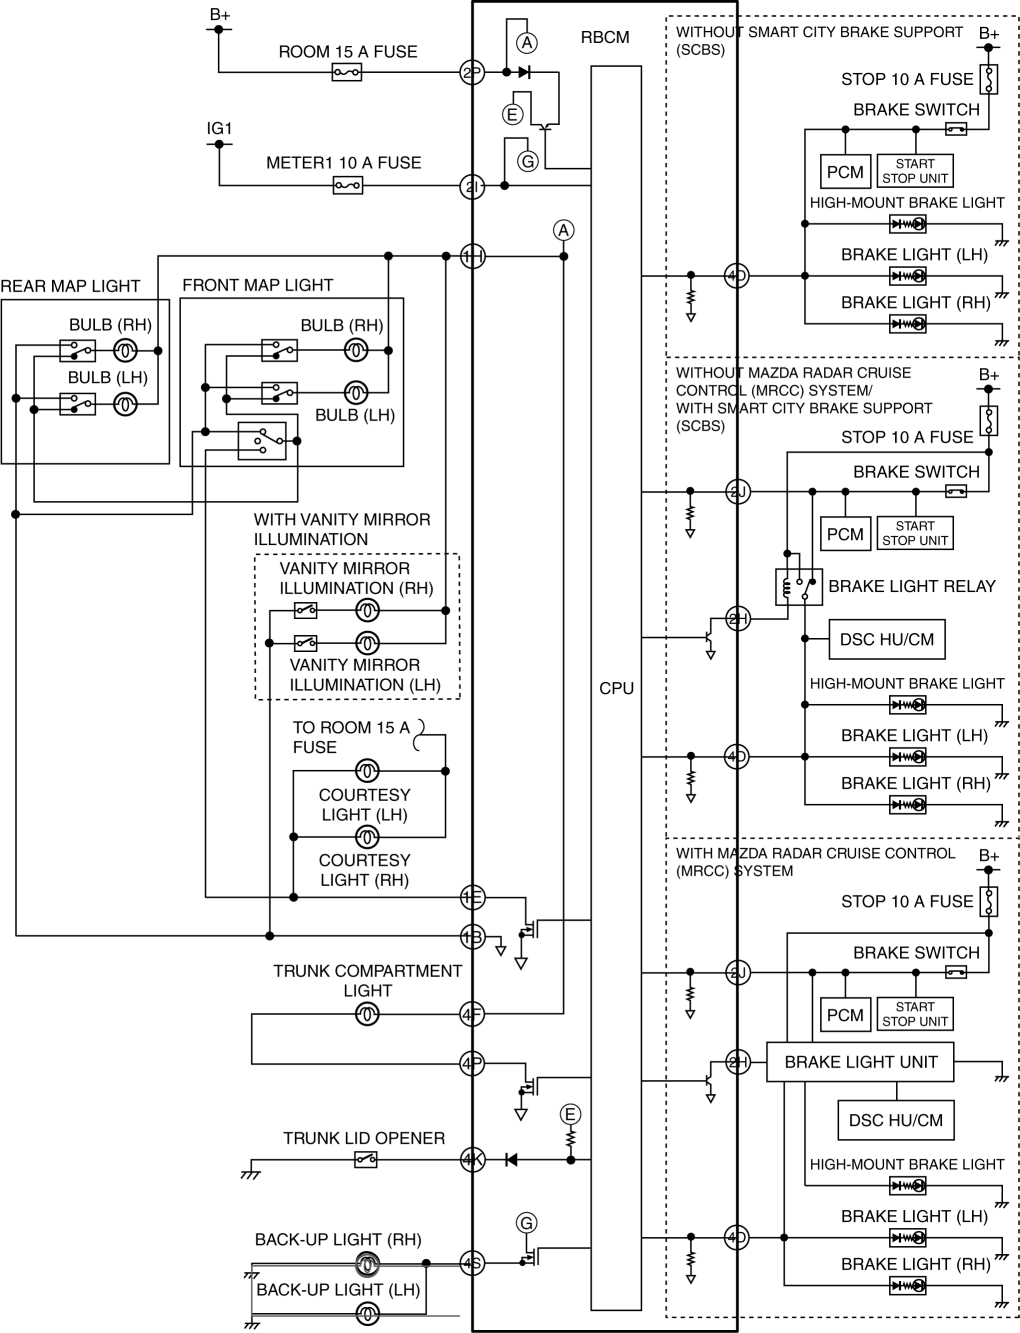 B+
ROOM 15 A FUSE
2P
A
RBCM
E
IG1
METER1 10 A FUSE
2I
G
A
1H
REAR MAP LIGHT
BULB (RH)
BULB (LH)
FRONT MAP LIGHT
BULB (RH)
BULB (LH)
WITH VANITY MIRROR
ILLUMINATION
VANITY MIRROR
ILLUMINATION (RH)
VANITY MIRROR
ILLUMINATION (LH)
TO ROOM 15 A
FUSE
COURTESY
LIGHT (LH)
COURTESY
LIGHT (RH)
CPU
1E
1B
TRUNK COMPARTMENT
LIGHT
4F
4P
E
TRUNK LID OPENER
4K
G
BACK-UP LIGHT (RH)
4S
BACK-UP LIGHT (LH)
WITHOUT SMART CITY BRAKE SUPPORT
(SCBS)
B+
STOP 10 A FUSE
BRAKE SWITCH
PCM
START
STOP UNIT
HIGH-MOUNT BRAKE LIGHT
BRAKE LIGHT (LH)
4D
BRAKE LIGHT (RH)
WITHOUT MAZDA RADAR CRUISE
CONTROL (MRCC) SYSTEM/
WITH SMART CITY BRAKE SUPPORT
(SCBS)
B+
STOP 10 A FUSE
BRAKE SWITCH
2J
PCM
START
STOP UNIT
BRAKE LIGHT RELAY
2H
DSC HU/CM
HIGH-MOUNT BRAKE LIGHT
BRAKE LIGHT (LH)
4D
BRAKE LIGHT (RH)
WITH MAZDA RADAR CRUISE CONTROL
(MRCC) SYSTEM
B+
STOP 10 A FUSE
BRAKE SWITCH
2J
PCM
START
STOP UNIT
2H
BRAKE LIGHT UNIT
DSC HU/CM
HIGH-MOUNT BRAKE LIGHT
BRAKE LIGHT (LH)
4D
BRAKE LIGHT (RH)